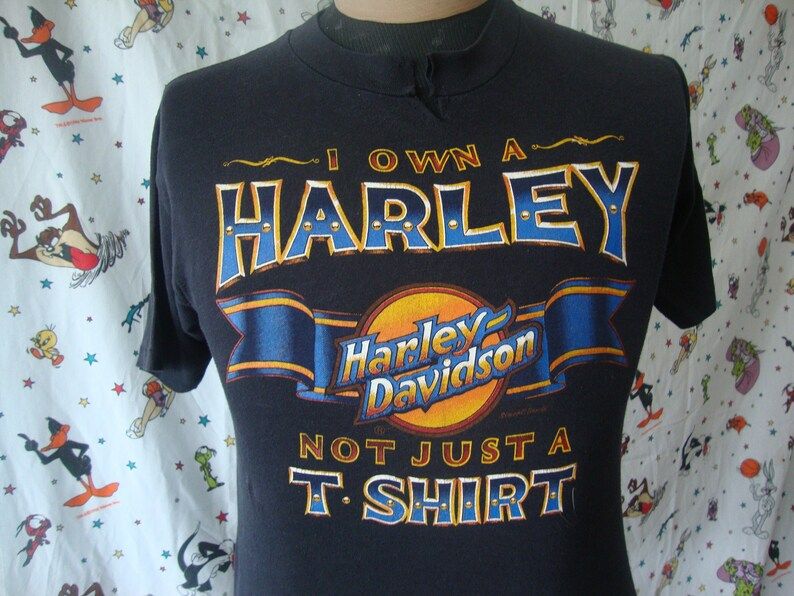 I OWN A
HARLEY
Harley-
Davidson
®
NOT JUST A
T·SHIRT